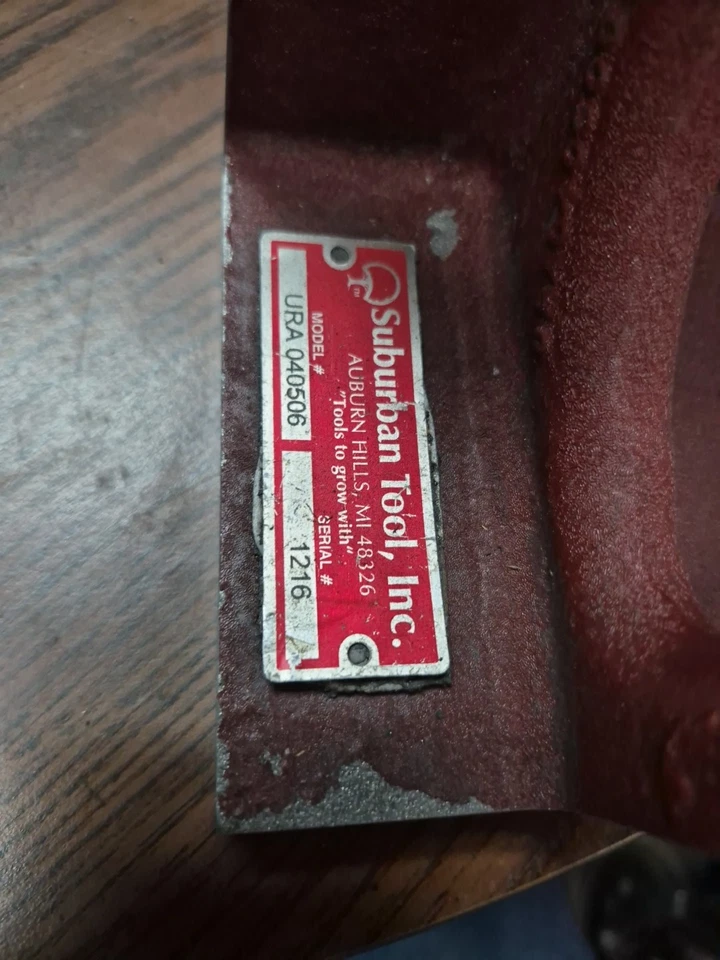 Suburban Tool, Inc.
AUBURN HILLS, MI 48326
"Tools to grow with"
MODEL # SERIAL #
URA 040506 1216